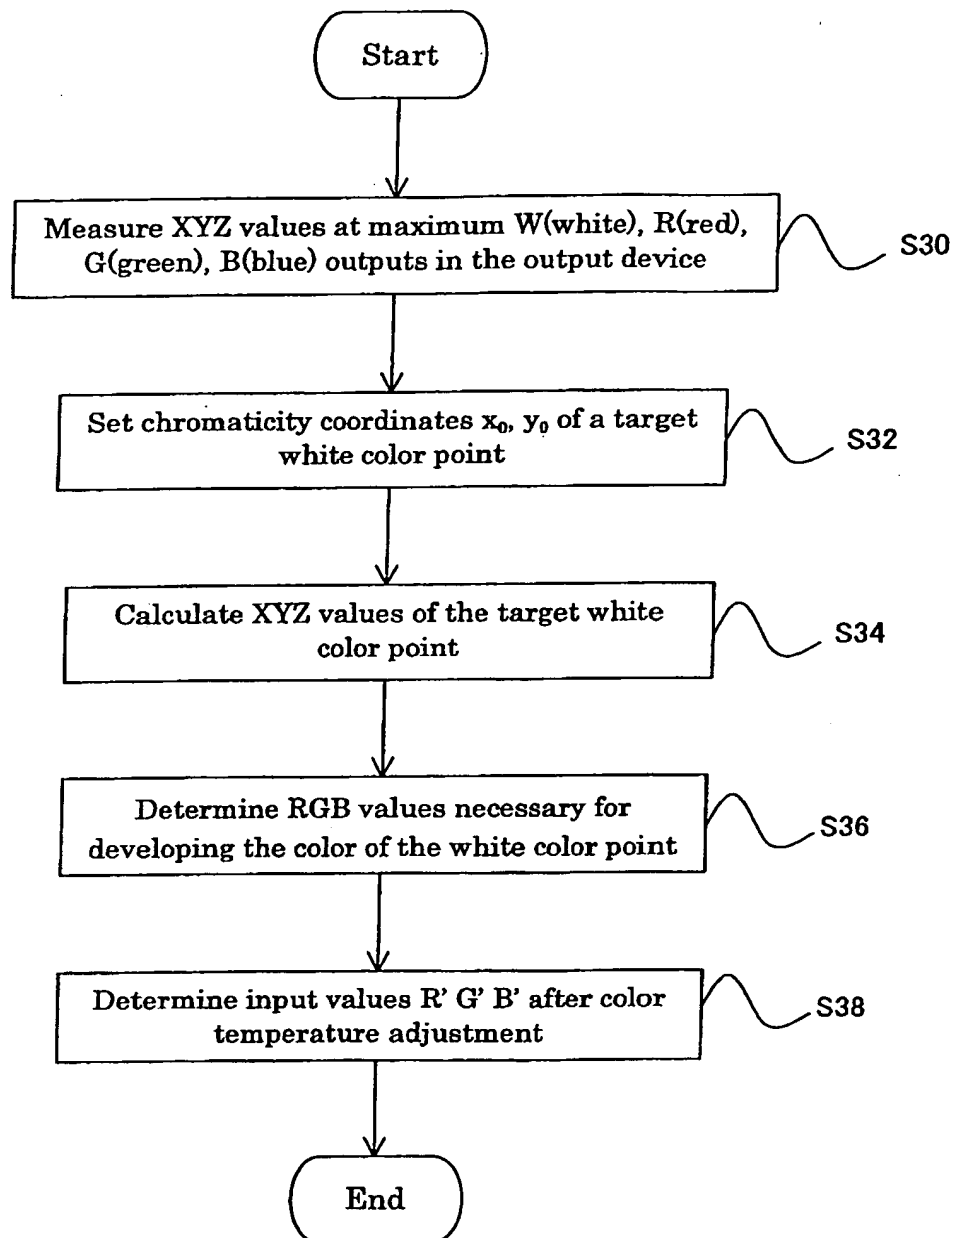 Start
Measure XYZ values at maximum W(white), R(red),
G(green), B(blue) outputs in the output device
S30
Set chromaticity coordinates x₀, y₀ of a target
white color point
S32
Calculate XYZ values of the target white
color point
S34
Determine RGB values necessary for
developing the color of the white color point
S36
Determine input values R' G' B' after color
temperature adjustment
S38
End